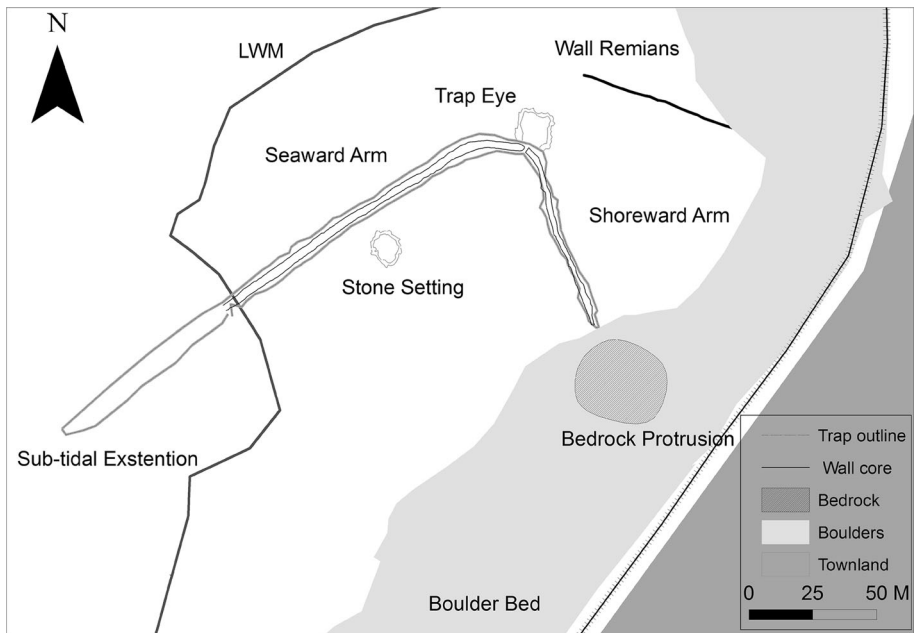 N
LWM
Wall Remians
Trap Eye
Seaward Arm
Shoreward Arm
Stone Setting
Bedrock Protrusion
Sub-tidal Exstention
Boulder Bed
Trap outline
Wall core
Bedrock
Boulders
Townland
0 25 50 M